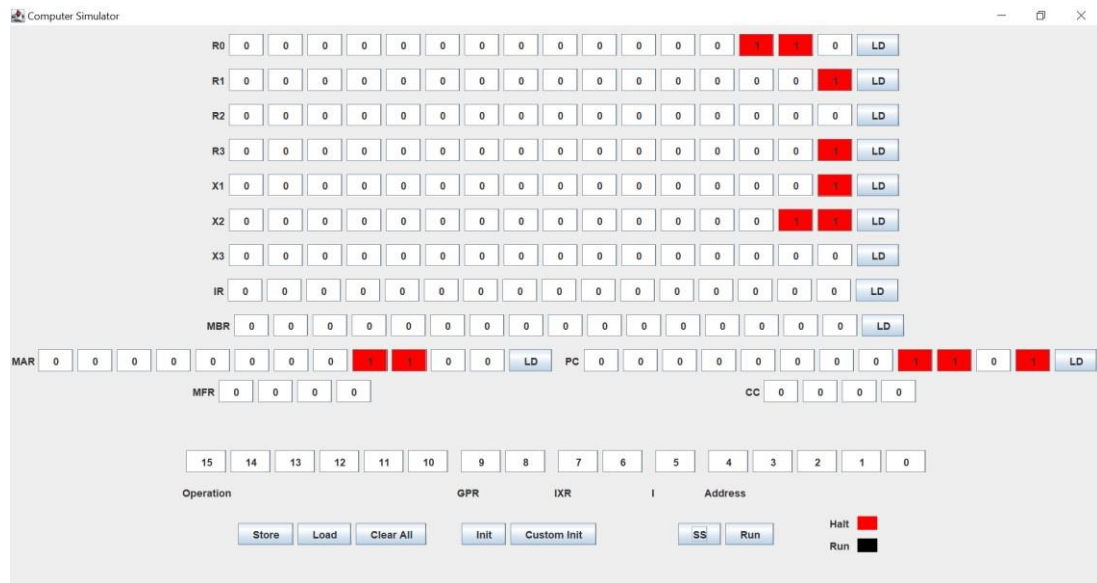 Computer Simulator
R0 0 0 0 0 0 0 0 0 0 0 0 0 0 1 1 0 LD
R1 0 0 0 0 0 0 0 0 0 0 0 0 0 0 0 1 LD
R2 0 0 0 0 0 0 0 0 0 0 0 0 0 0 0 0 LD
R3 0 0 0 0 0 0 0 0 0 0 0 0 0 0 0 1 LD
X1 0 0 0 0 0 0 0 0 0 0 0 0 0 0 0 1 LD
X2 0 0 0 0 0 0 0 0 0 0 0 0 0 0 1 1 LD
X3 0 0 0 0 0 0 0 0 0 0 0 0 0 0 0 0 LD
IR 0 0 0 0 0 0 0 0 0 0 0 0 0 0 0 0 LD
MBR 0 0 0 0 0 0 0 0 0 0 0 0 0 0 0 0 LD
MAR 0 0 0 0 0 0 0 0 1 1 0 0 LD PC 0 0 0 0 0 0 0 0 1 1 0 1 LD
MFR 0 0 0 0 CC 0 0 0 0
15 14 13 12 11 10 9 8 7 6 5 4 3 2 1 0
Operation GPR IXR I Address
Store Load Clear All Init Custom Init SS Run Halt
Run